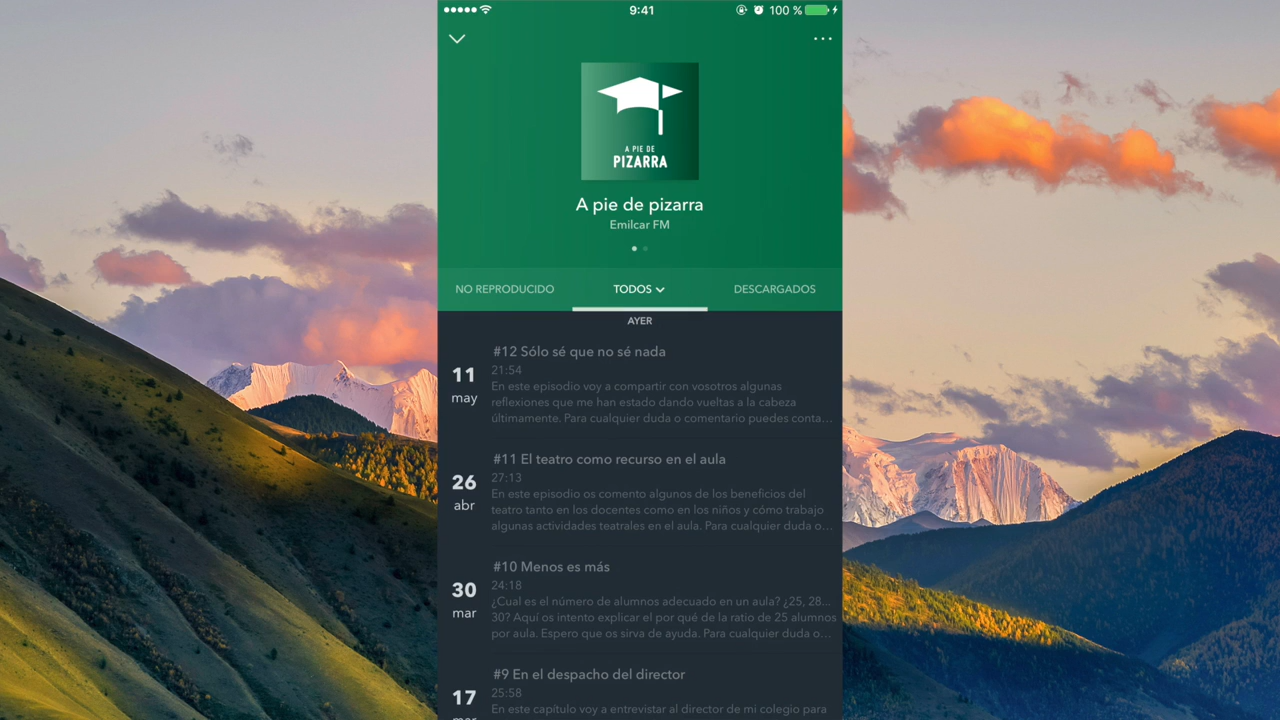 9:41
100 %
A PIE DE
PIZARRA
A pie de pizarra
Emilcar FM
NO REPRODUCIDO
TODOS
DESCARGADOS
AYER
11
may
#12 Sólo sé que no sé nada
21:54
En este episodio voy a compartir con vosotros algunas
reflexiones que me han estado dando vueltas a la cabeza
últimamente. Para cualquier duda o comentario puedes conta...
26
abr
#11 El teatro como recurso en el aula
27:13
En este episodio os comento algunos de los beneficios del
teatro tanto en los docentes como en los niños y cómo trabajo
algunas actividades teatrales en el aula. Para cualquier duda o...
30
mar
#10 Menos es más
24:18
¿Cual es el número de alumnos adecuado en un aula? ¿25, 28...
30? Aquí os intento explicar el por qué de la ratio de 25 alumnos
por aula. Espero que os sirva de ayuda. Para cualquier duda o...
17
mar
#9 En el despacho del director
25:58
En este capítulo voy a entrevistar al director de mi colegio para